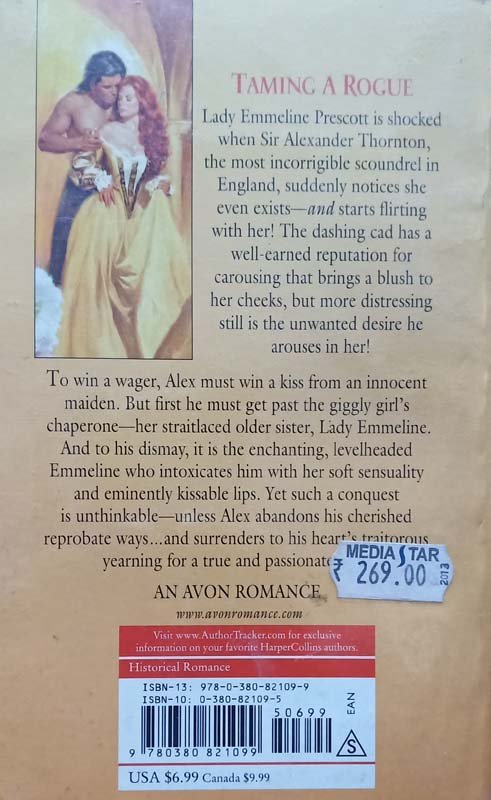 TAMING A ROGUE
Lady Emmeline Prescott is shocked
when Sir Alexander Thornton,
the most incorrigible scoundrel in
England, suddenly notices she
even exists—and starts flirting
with her! The dashing cad has a
well-earned reputation for
carousing that brings a blush to
her cheeks, but more distressing
still is the unwanted desire he
arouses in her!
To win a wager, Alex must win a kiss from an innocent
maiden. But first he must get past the giggly girl's
chaperone—her straitlaced older sister, Lady Emmeline.
And to his dismay, it is the enchanting, levelheaded
Emmeline who intoxicates him with her soft sensuality
and eminently kissable lips. Yet such a conquest
is unthinkable—unless Alex abandons his cherished
reprobate ways...and surrenders to his heart's traitorous
yearning for a true and passionate
MEDIA STAR
₹ 269.00
2013
AN AVON ROMANCE
www.avonromance.com
Visit www.AuthorTracker.com for exclusive
information on your favorite HarperCollins authors.
Historical Romance
ISBN-13: 978-0-380-82109-9
ISBN-10: 0-380-82109-5
50699
EAN
S
9 780380 821099
USA $6.99 Canada $9.99